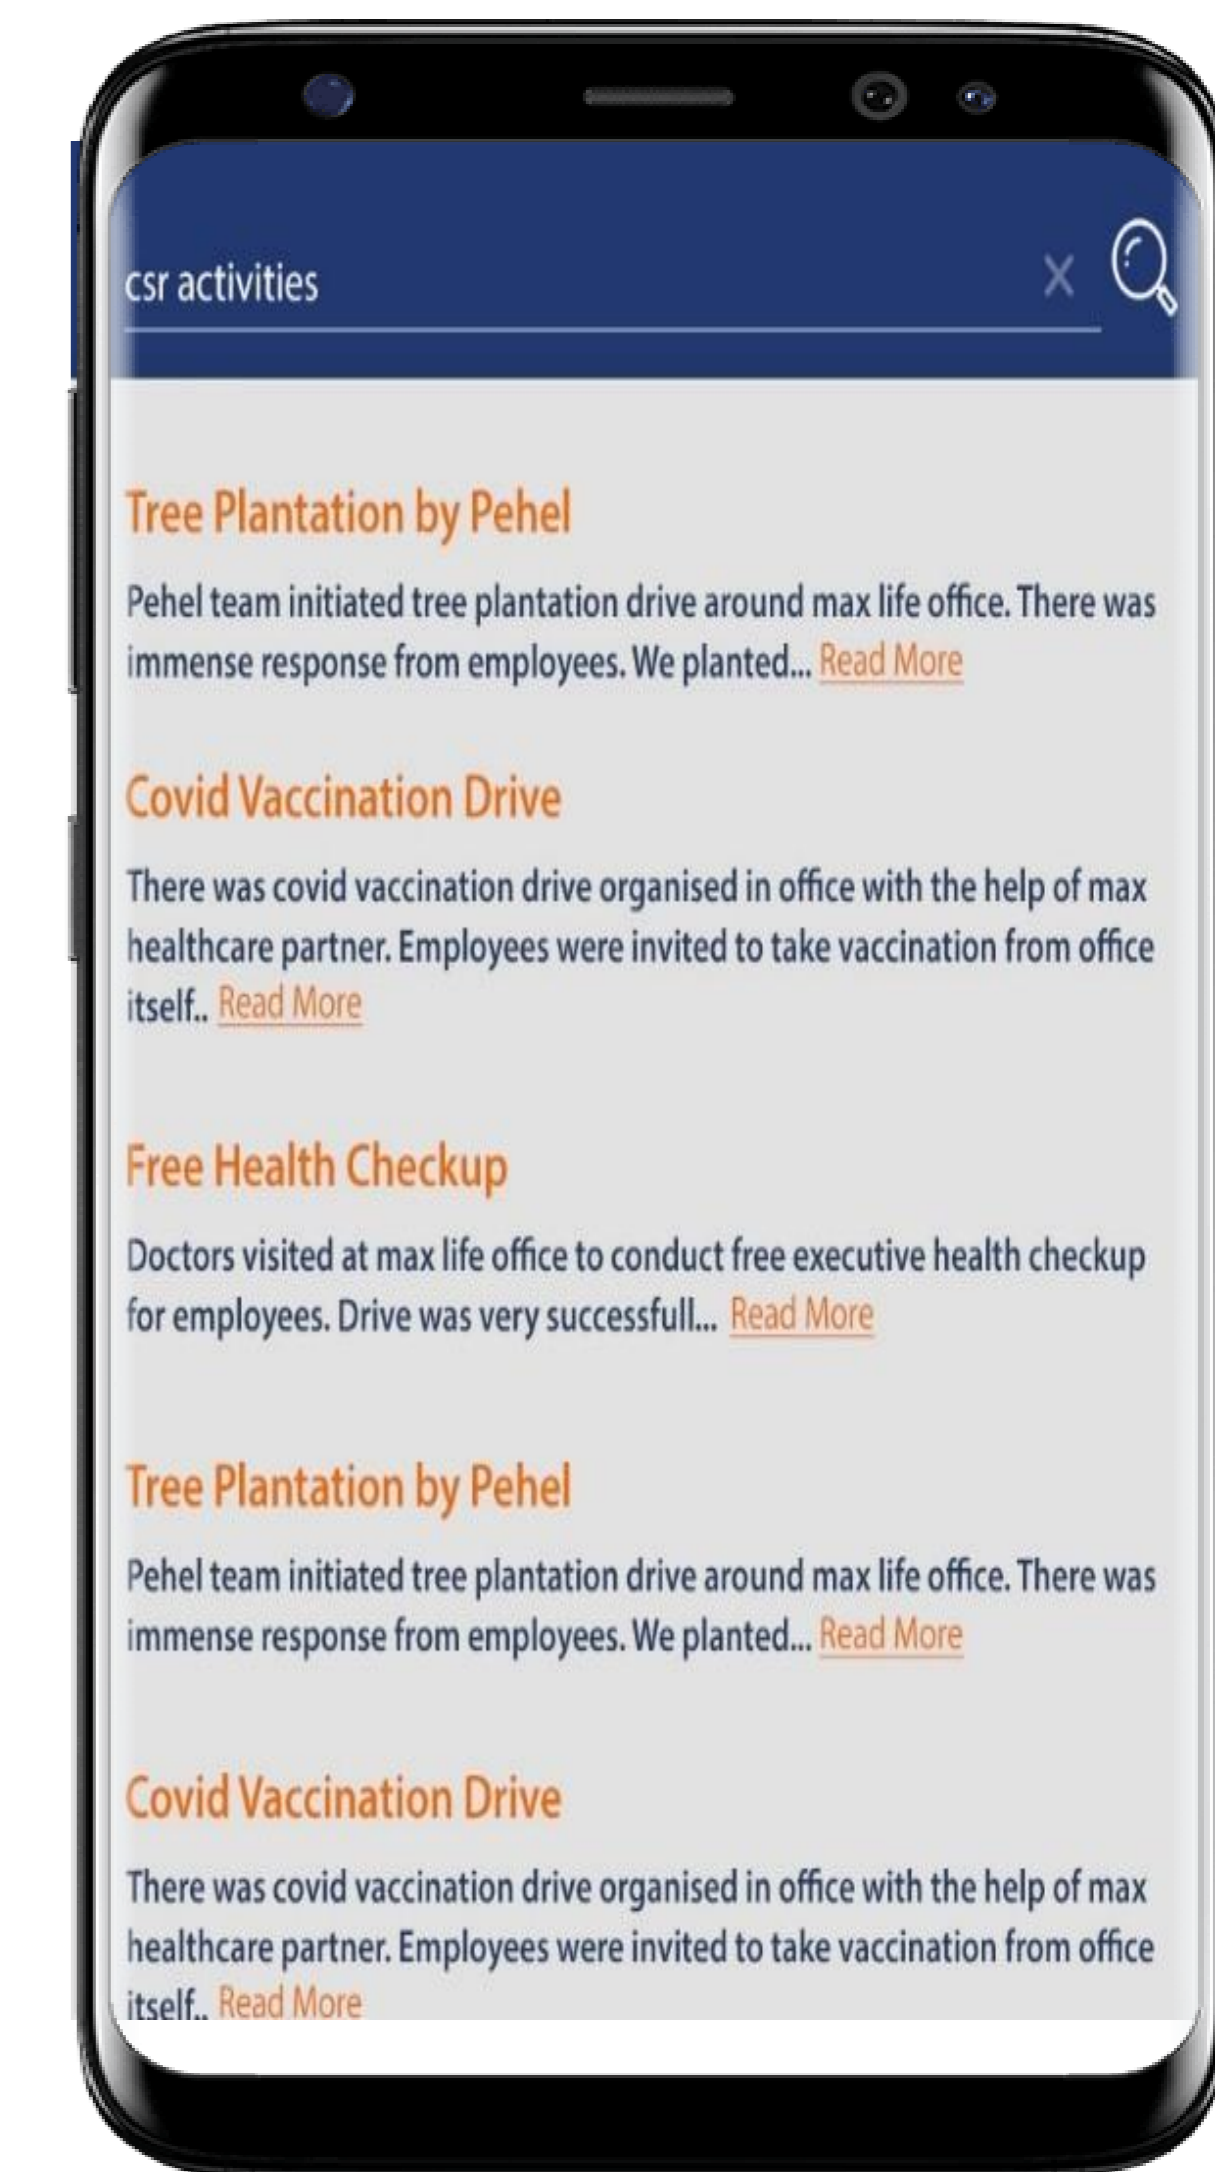 csr activities X
Tree Plantation by Pehel
Pehel team initiated tree plantation drive around max life office. There was
immense response from employees. We planted... Read More
Covid Vaccination Drive
There was covid vaccination drive organised in office with the help of max
healthcare partner. Employees were invited to take vaccination from office
itself.. Read More
Free Health Checkup
Doctors visited at max life office to conduct free executive health checkup
for employees. Drive was very successfull... Read More
Tree Plantation by Pehel
Pehel team initiated tree plantation drive around max life office. There was
immense response from employees. We planted... Read More
Covid Vaccination Drive
There was covid vaccination drive organised in office with the help of max
healthcare partner. Employees were invited to take vaccination from office
itself.. Read More